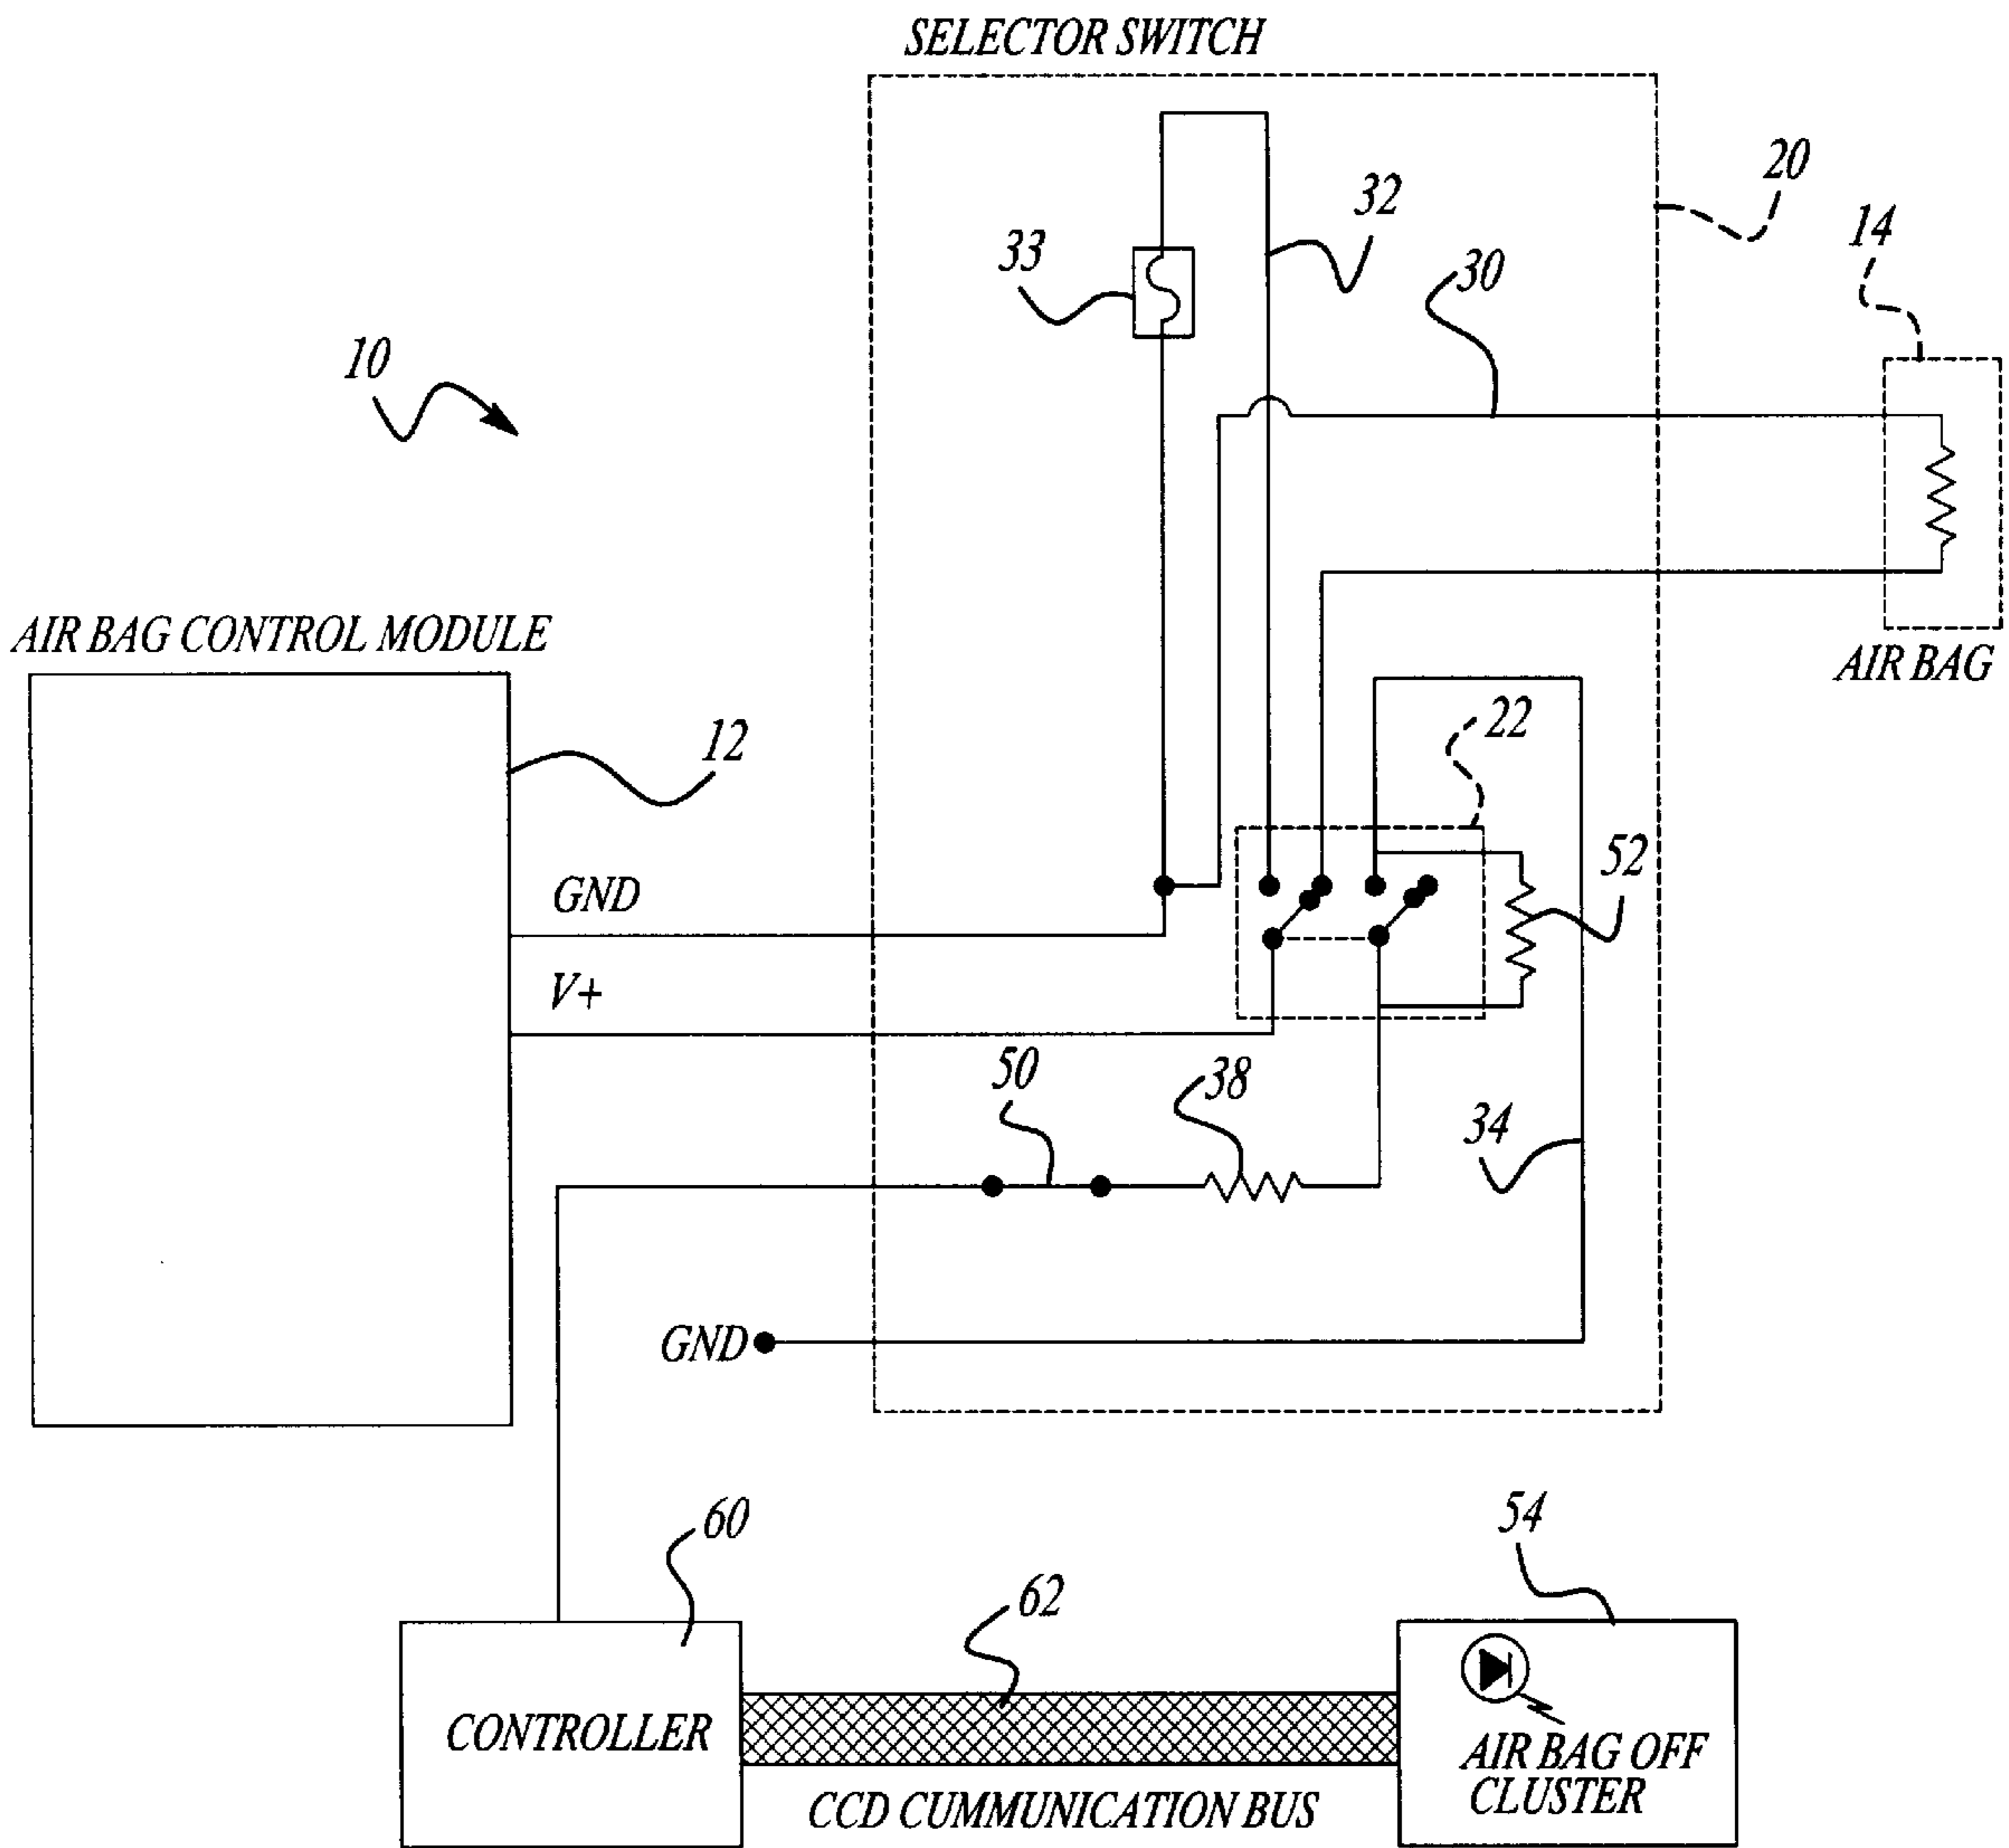 SELECTOR SWITCH
20
32
14
33
30
10
AIR BAG CONTROL MODULE
AIR BAG
22
12
52
GND
V+
50
38
34
GND
60
54
62
CONTROLLER
AIR BAG OFF
CLUSTER
CCD CUMMUNICATION BUS